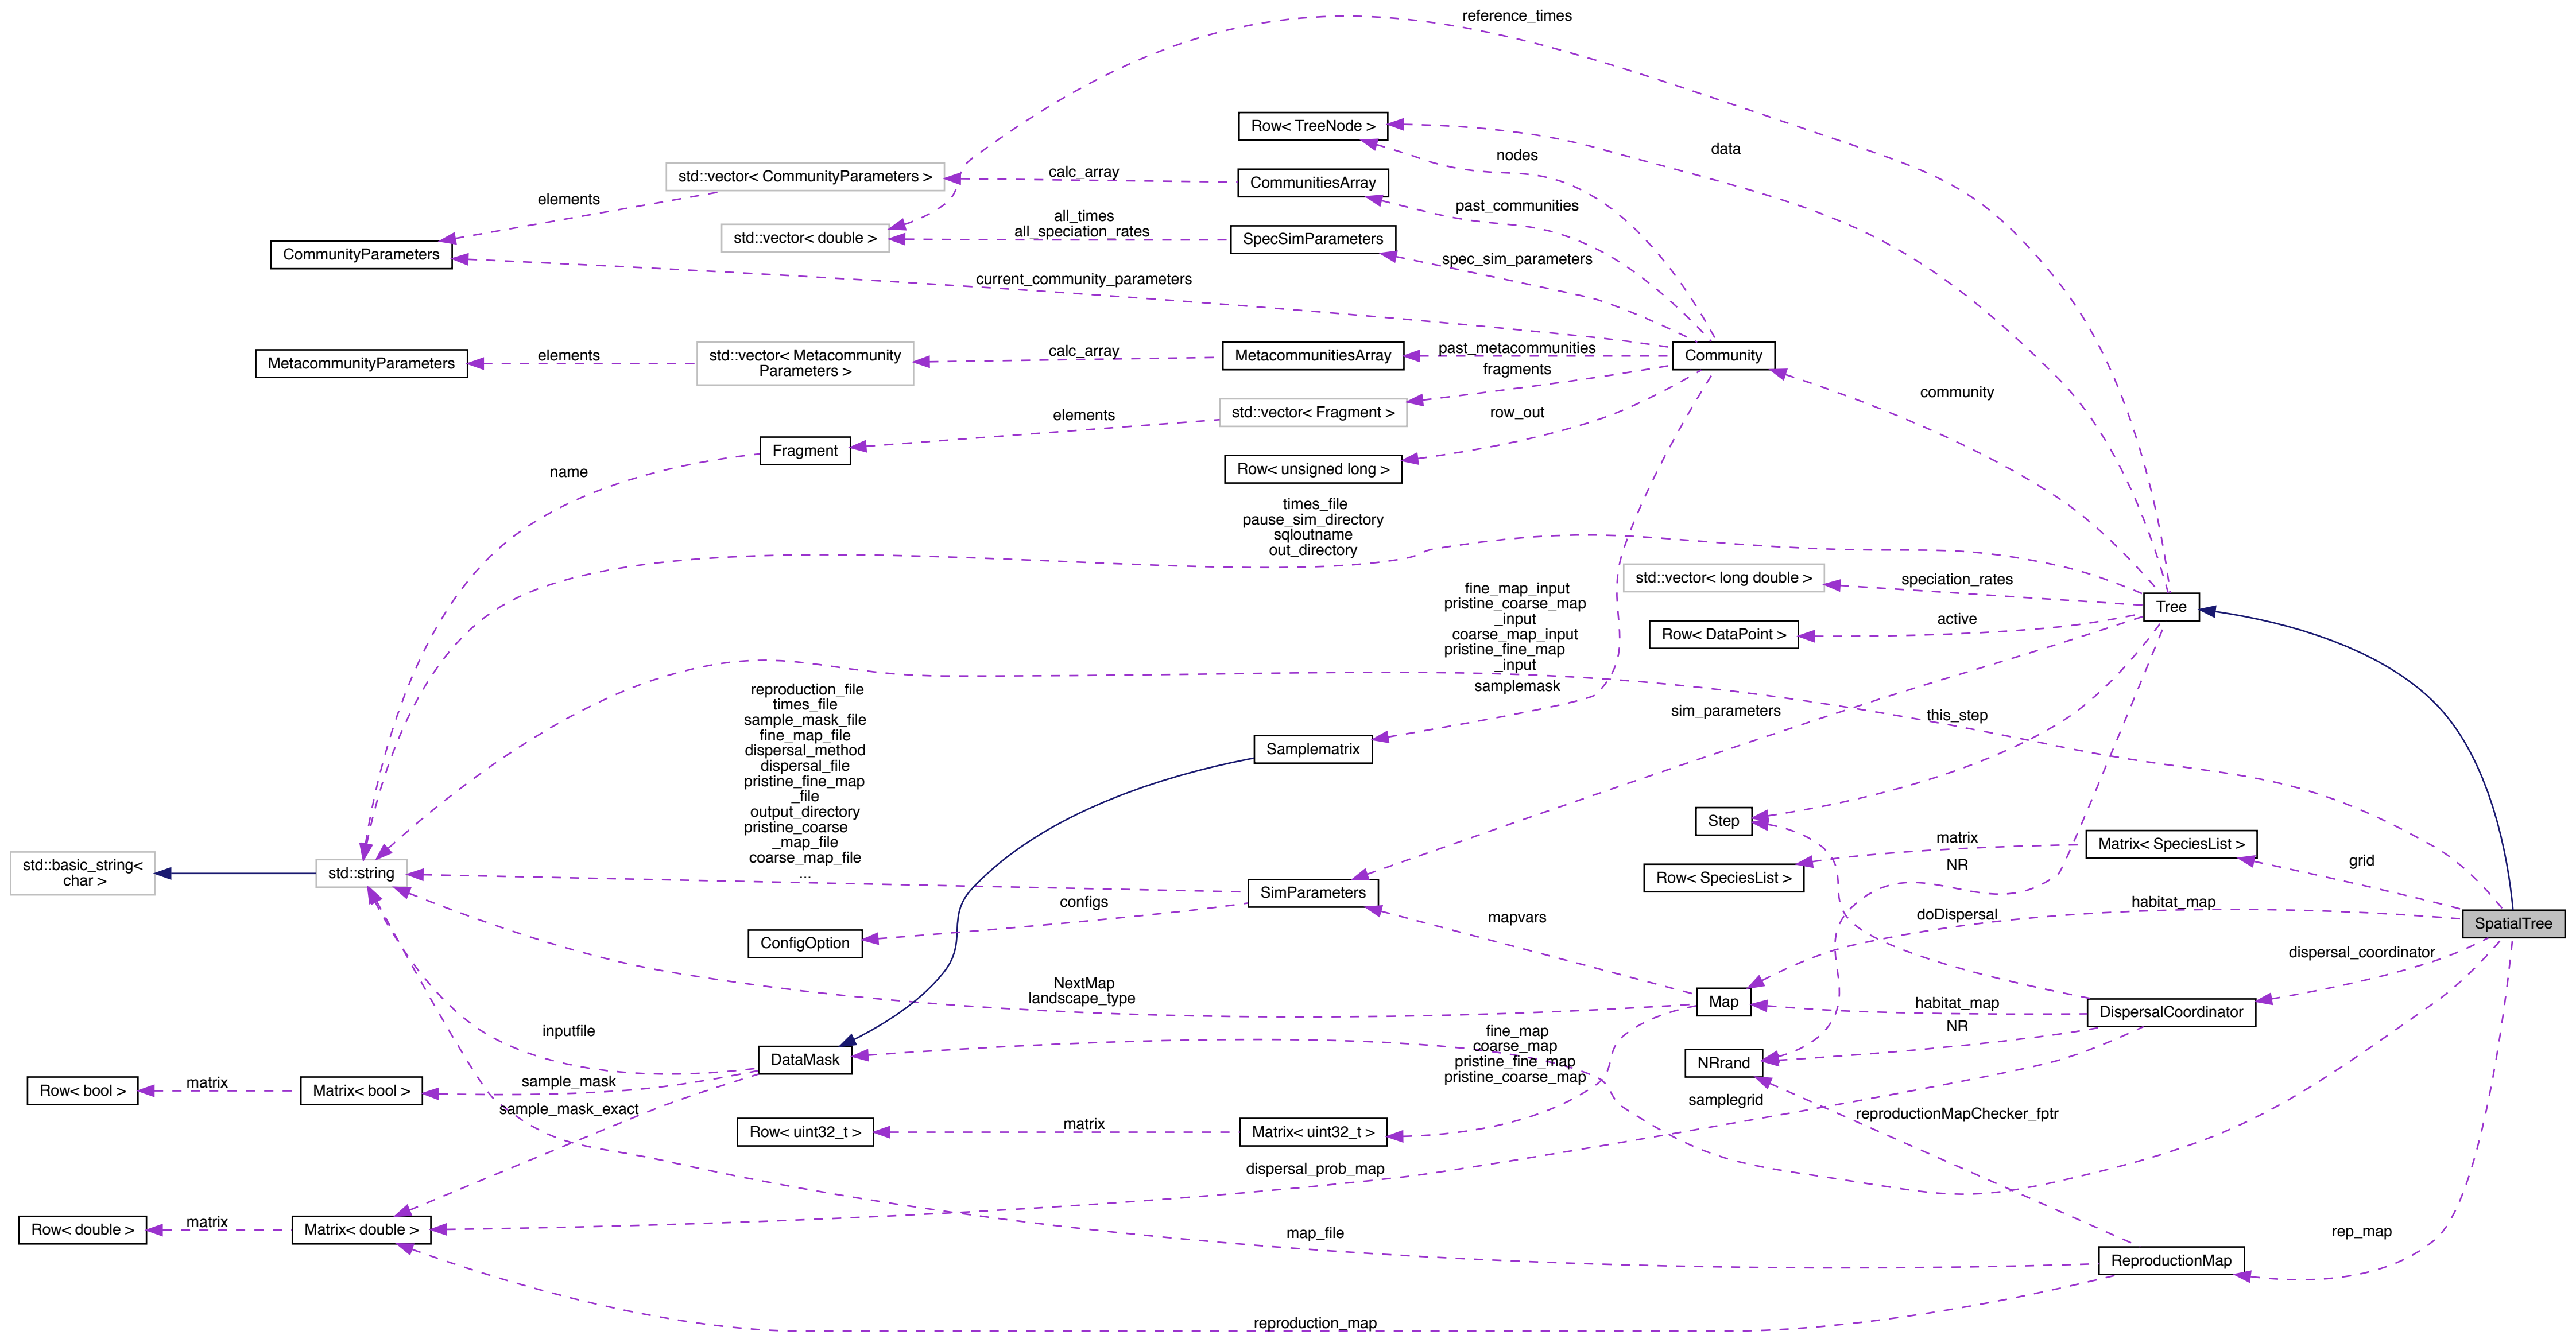 reference_times
Row< TreeNode >
data
nodes
std::vector< CommunityParameters >
calc_array
CommunitiesArray
elements
past_communities
all_times
all_speciation_rates
std::vector< double >
SpecSimParameters
CommunityParameters
spec_sim_parameters
current_community_parameters
MetacommunityParameters
elements
std::vector< Metacommunity
Parameters >
calc_array
MetacommunitiesArray
past_metacommunities
Community
fragments
community
elements
std::vector< Fragment >
row_out
Fragment
name
Row< unsigned long >
times_file
pause_sim_directory
sqloutname
out_directory
std::vector< long double >
speciation_rates
Tree
fine_map_input
pristine_coarse_map
_input
coarse_map_input
pristine_fine_map
_input
Row< DataPoint >
active
samplemask
sim_parameters
this_step
reproduction_file
times_file
sample_mask_file
fine_map_file
dispersal_method
dispersal_file
pristine_fine_map
_file
output_directory
pristine_coarse
_map_file
coarse_map_file
...
Samplematrix
Step
matrix
Matrix< SpeciesList >
grid
std::basic_string<
char >
std::string
Row< SpeciesList >
NR
SimParameters
configs
mapvars
doDispersal
habitat_map
SpatialTree
ConfigOption
dispersal_coordinator
NextMap
landscape_type
Map
habitat_map
DispersalCoordinator
inputfile
fine_map
coarse_map
pristine_fine_map
pristine_coarse_map
NR
DataMask
NRrand
Row< bool >
matrix
Matrix< bool >
sample_mask
sample_mask_exact
samplegrid
reproductionMapChecker_fptr
Row< uint32_t >
matrix
Matrix< uint32_t >
dispersal_prob_map
Row< double >
matrix
Matrix< double >
map_file
rep_map
ReproductionMap
reproduction_map